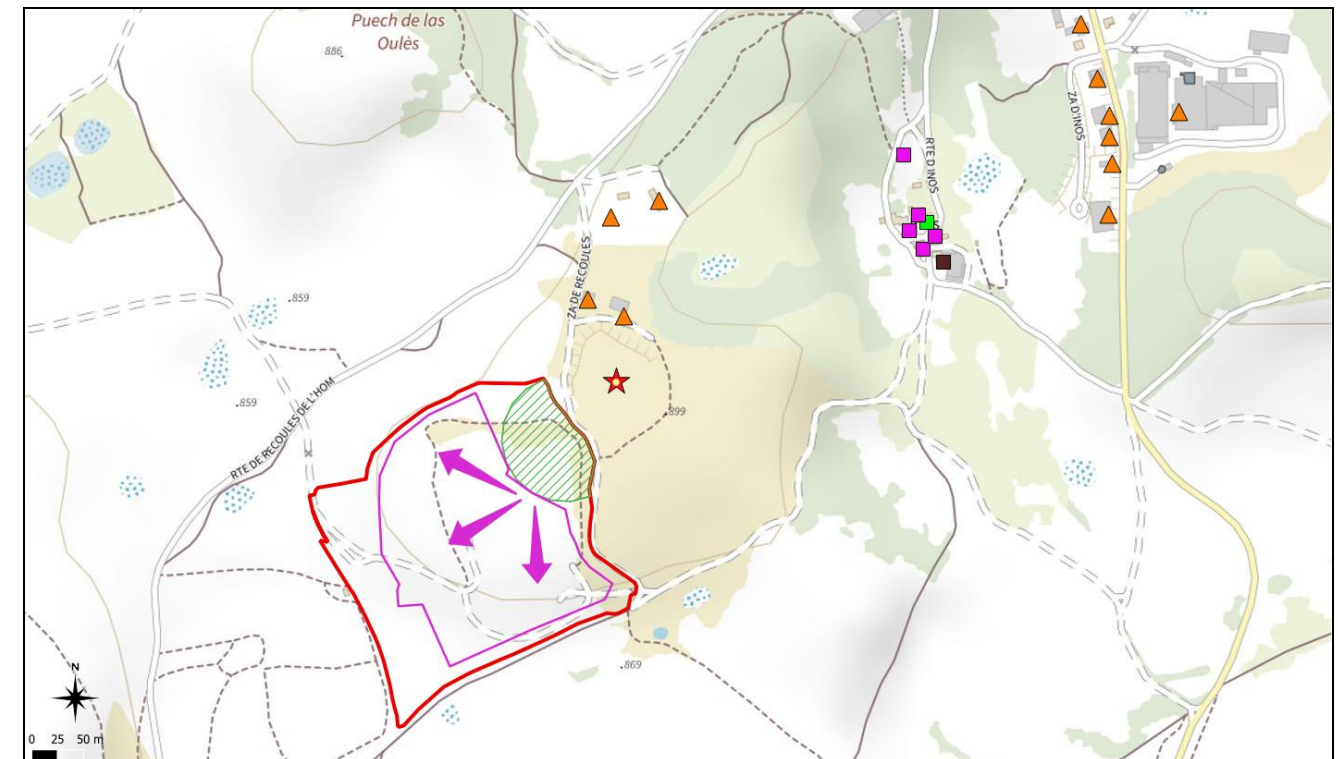 Puech de las
Oulès
886
ZA D'INOS
RTE D'INOS
S
ZA DE RECOULES
859
859
RTE DE RECOULES DE L'HOM
899
869
N
0 25 50 m